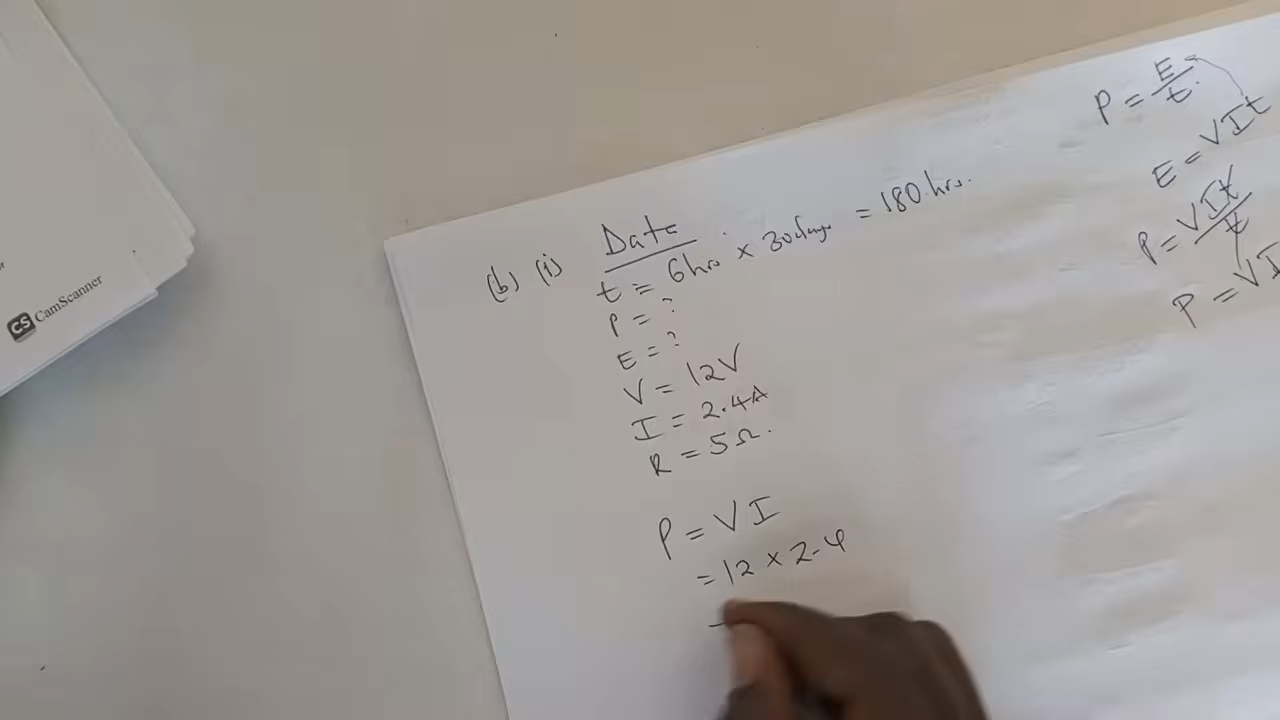 CS CamScanner
(b) (i) Data
t = 6hrs × 30days = 180 hrs.
P = ?
E = ?
V = 12V
I = 2.4A
R = 5Ω.
P = VI
= 12 × 2.4
P = E/t.
E = VIt
P = VIt/t
P = VI